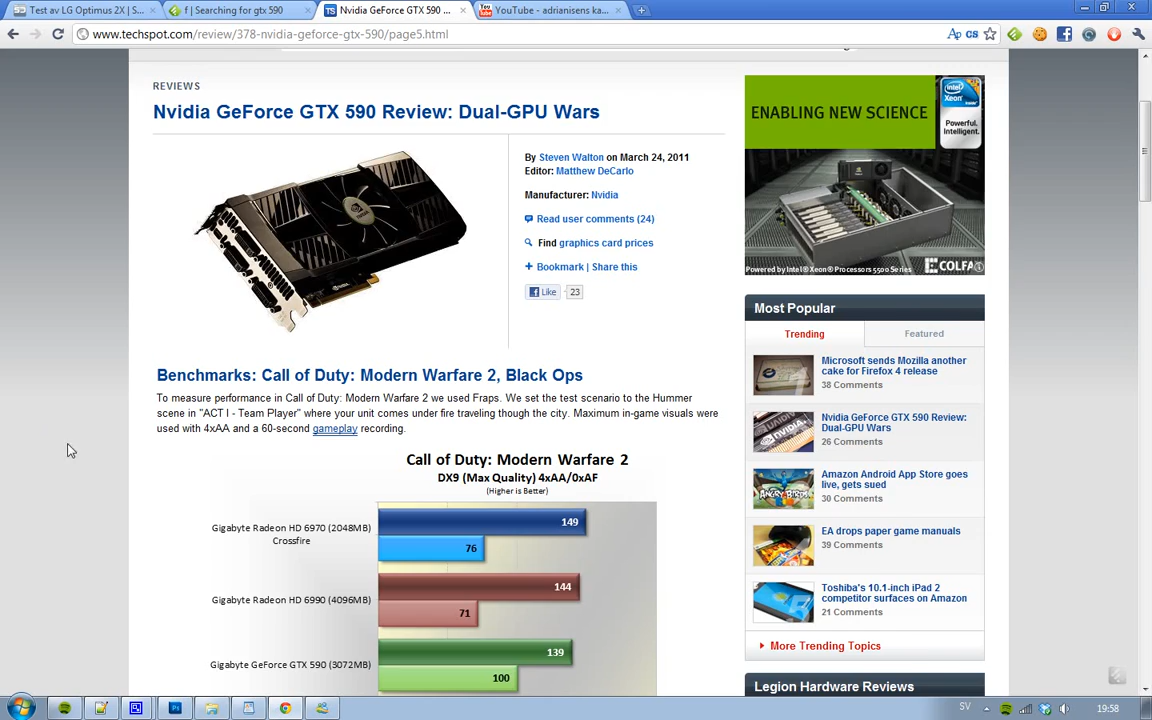 Test av LG Optimus 2X | S...
f | Searching for gtx 590
Nvidia GeForce GTX 590 ...
YouTube - adrianisens ka...
www.techspot.com/review/378-nvidia-geforce-gtx-590/page5.html
REVIEWS
Nvidia GeForce GTX 590 Review: Dual-GPU Wars
By Steven Walton on March 24, 2011
Editor: Matthew DeCarlo
Manufacturer: Nvidia
Read user comments (24)
Find graphics card prices
Bookmark | Share this
Like 23
ENABLING NEW SCIENCE
intel
Xeon
Powerful.
Intelligent.
Powered by Intel® Xeon® Processors 5500 Series
COLFA
Most Popular
Trending
Featured
Microsoft sends Mozilla another
cake for Firefox 4 release
38 Comments
Nvidia GeForce GTX 590 Review:
Dual-GPU Wars
26 Comments
Amazon Android App Store goes
live, gets sued
30 Comments
EA drops paper game manuals
39 Comments
Toshiba's 10.1-inch iPad 2
competitor surfaces on Amazon
21 Comments
More Trending Topics
Legion Hardware Reviews
Benchmarks: Call of Duty: Modern Warfare 2, Black Ops
To measure performance in Call of Duty: Modern Warfare 2 we used Fraps. We set the test scenario to the Hummer
scene in "ACT I - Team Player" where your unit comes under fire traveling though the city. Maximum in-game visuals were
used with 4xAA and a 60-second gameplay recording.
Call of Duty: Modern Warfare 2
DX9 (Max Quality) 4xAA/0xAF
(Higher is Better)
Gigabyte Radeon HD 6970 (2048MB)
Crossfire
149
76
Gigabyte Radeon HD 6990 (4096MB)
144
71
Gigabyte GeForce GTX 590 (3072MB)
139
100
SV
19:58